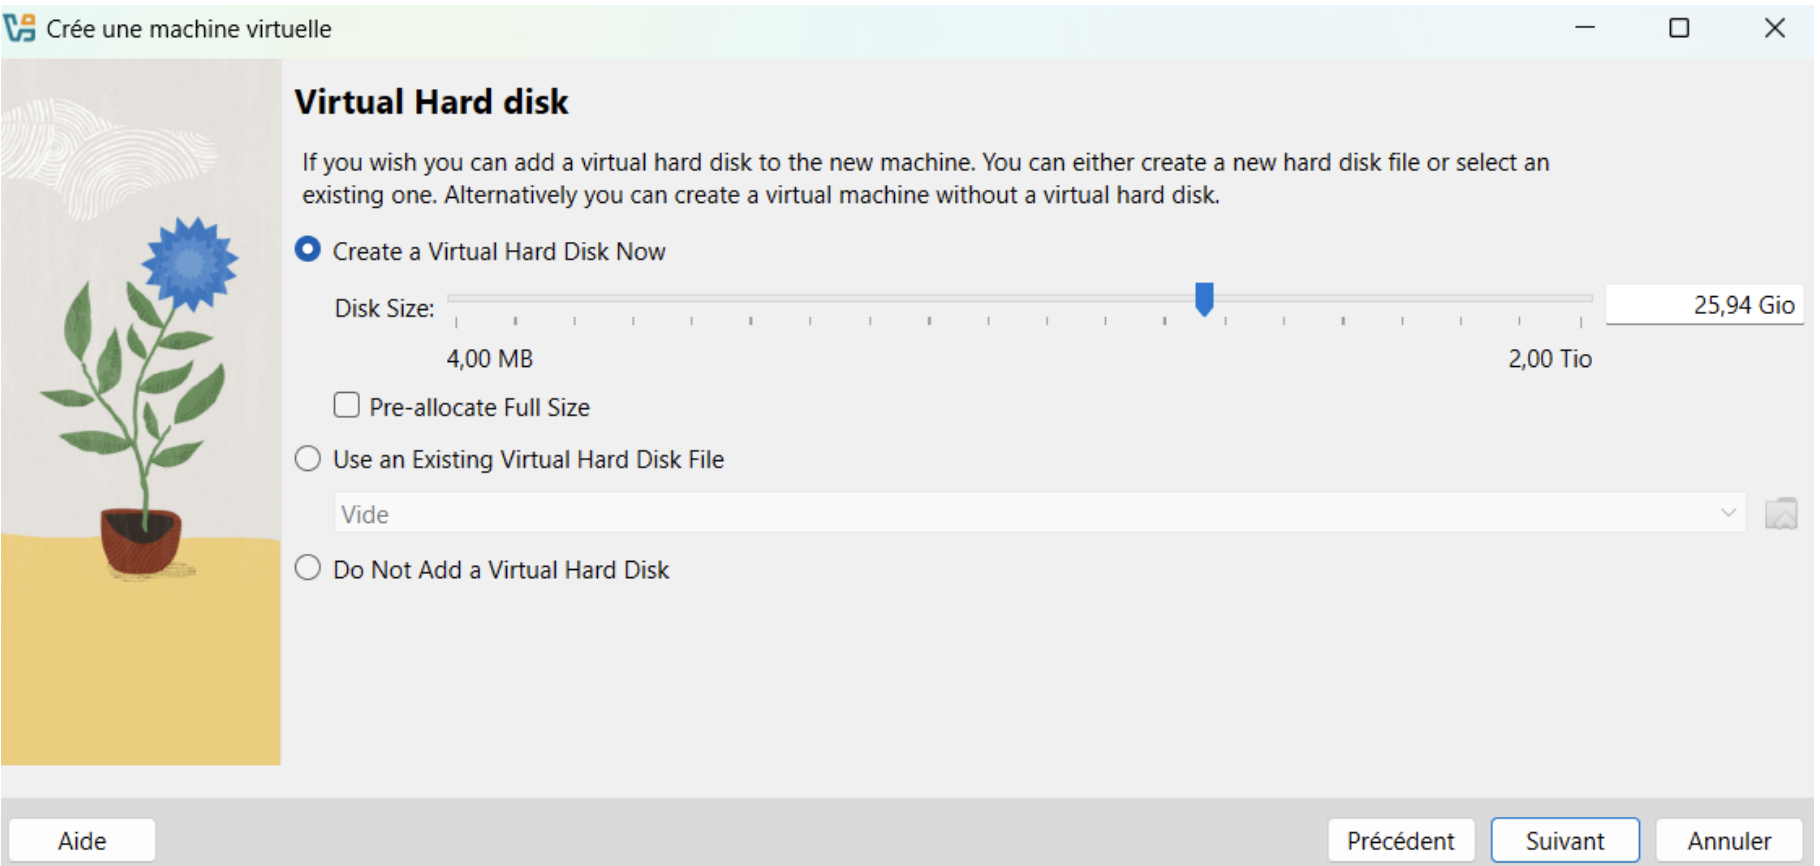 Crée une machine virtuelle
Virtual Hard disk
If you wish you can add a virtual hard disk to the new machine. You can either create a new hard disk file or select an
existing one. Alternatively you can create a virtual machine without a virtual hard disk.
Create a Virtual Hard Disk Now
Disk Size:
25,94 Gio
4,00 MB
2,00 Tio
Pre-allocate Full Size
Use an Existing Virtual Hard Disk File
Vide
Do Not Add a Virtual Hard Disk
Aide
Précédent
Suivant
Annuler